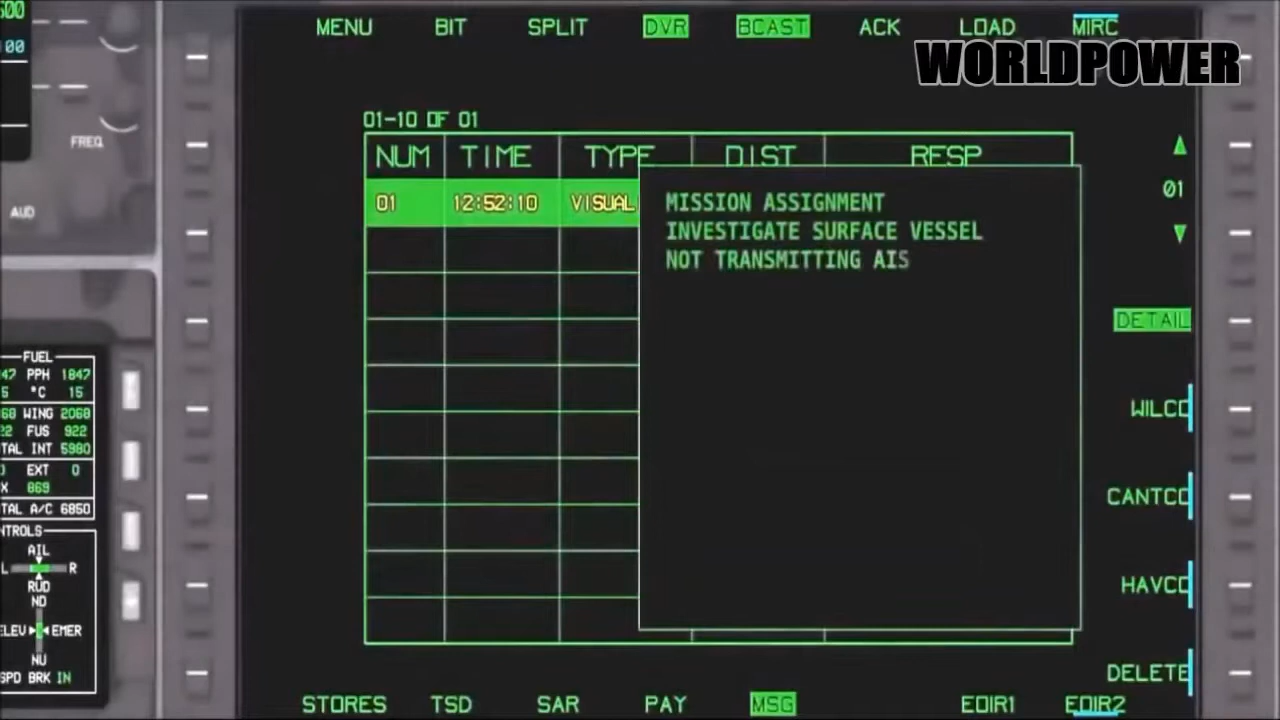 MENU BIT SPLIT DVR BCAST ACK LOAD MIRC
WORLDPOWER
01-10 OF 01
NUM TIME TYPE DIST RESP
01 12:52:10 VISUAL
MISSION ASSIGNMENT
INVESTIGATE SURFACE VESSEL
NOT TRANSMITTING AIS
01
DETAIL
WILCO
CANTCO
HAVCO
DELETE
STORES TSD SAR PAY MSG EOIR1 EOIR2
FREQ
AUD
FUEL
PPH 1847
°C 15
WING 2068
FUS 922
INT 5980
EXT 0
869
A/C 6850
AIL
L R
RUD
ND
ELEV EMER
NU
SPD BRK IN